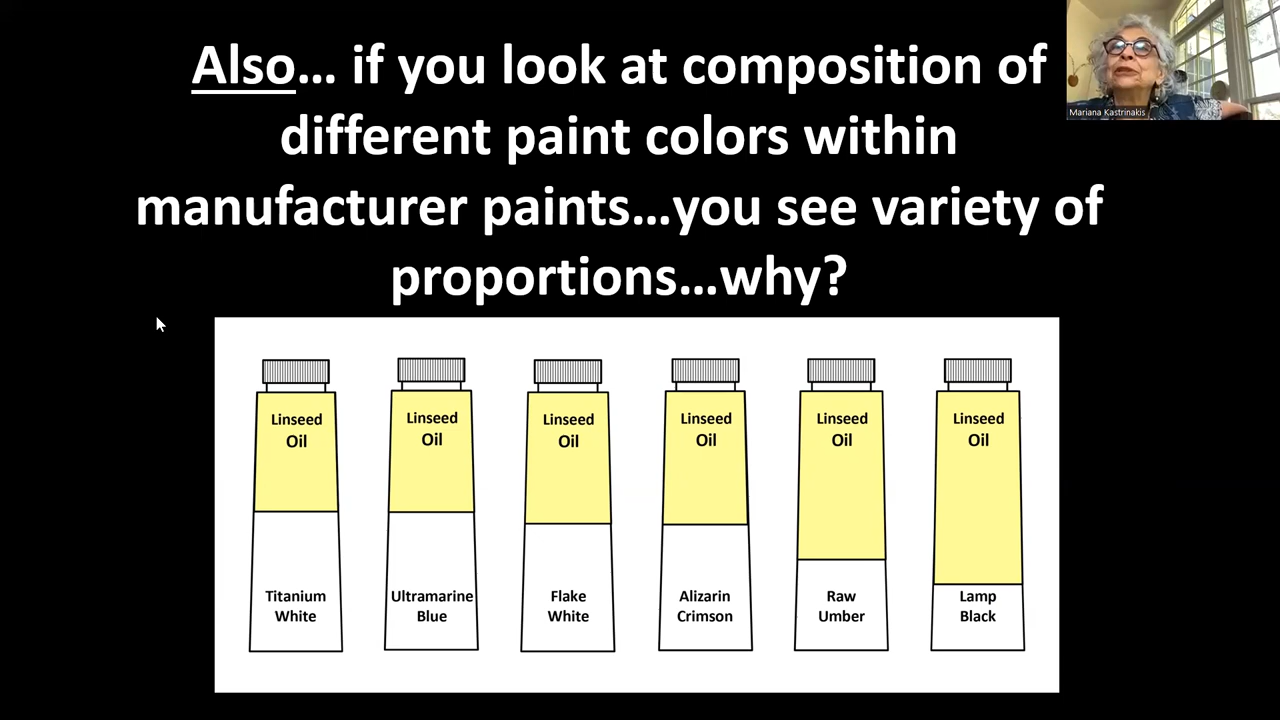 Also... if you look at composition of
different paint colors within
manufacturer paints...you see variety of
proportions...why?
Mariana Kastrinakis
Linseed Oil
Linseed Oil
Linseed Oil
Linseed Oil
Linseed Oil
Linseed Oil
Titanium White
Ultramarine Blue
Flake White
Alizarin Crimson
Raw Umber
Lamp Black